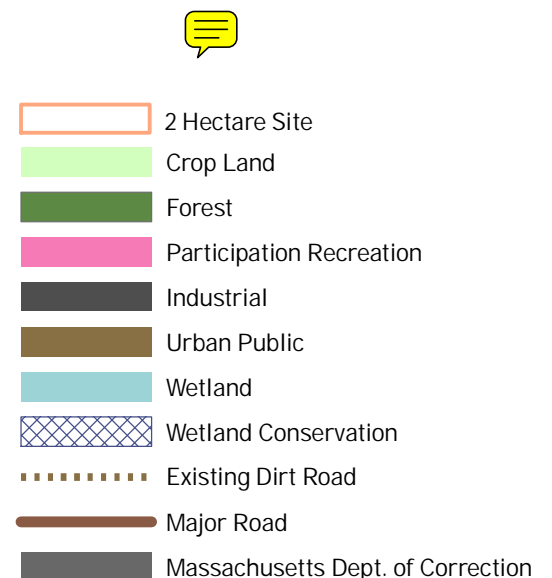 2 Hectare Site
Crop Land
Forest
Participation Recreation
Industrial
Urban Public
Wetland
Wetland Conservation
Existing Dirt Road
Major Road
Massachusetts Dept. of Correction